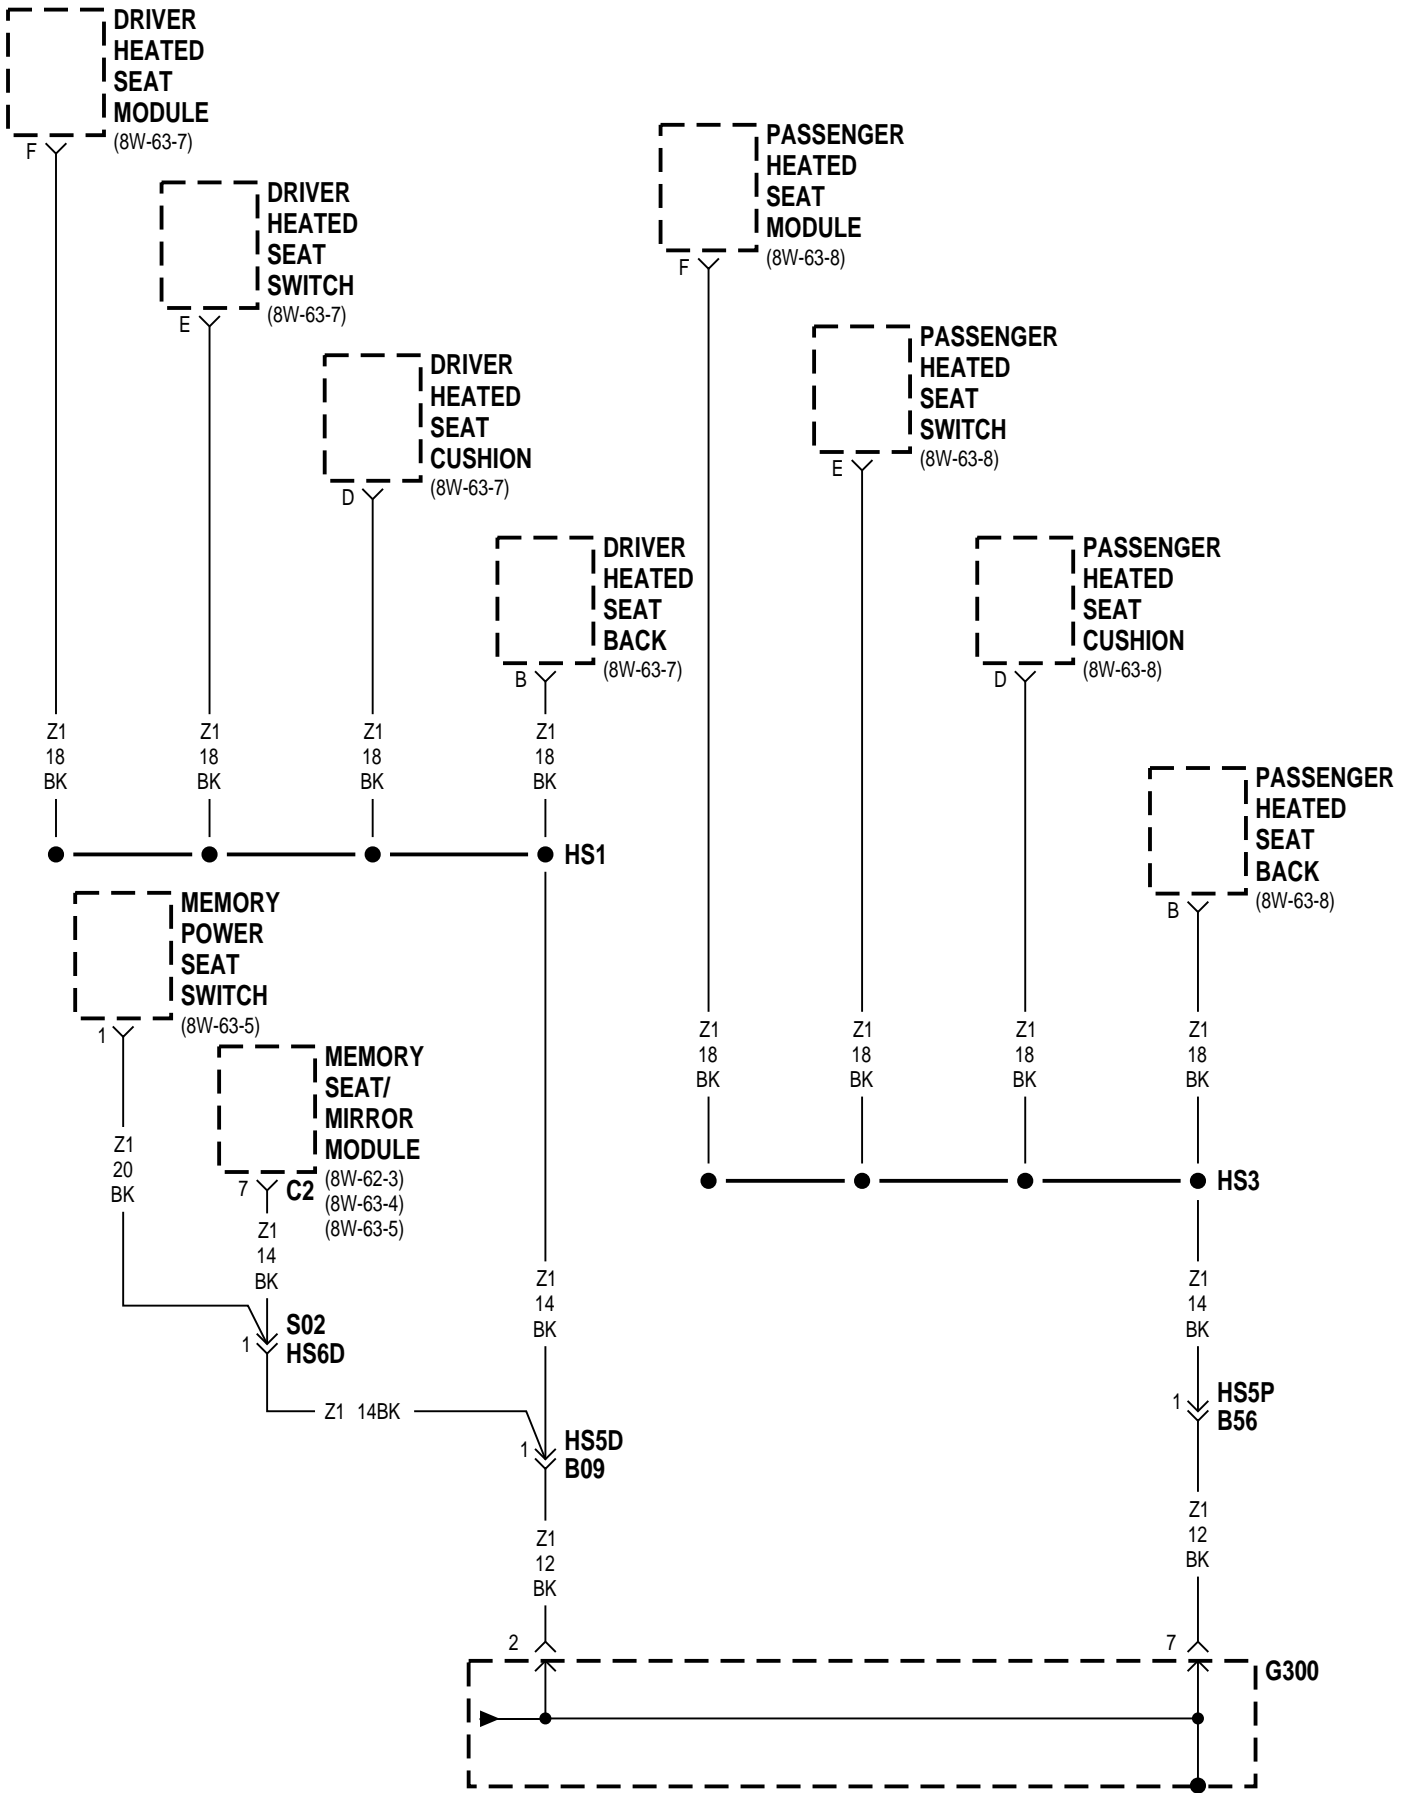 DRIVER
HEATED
SEAT
MODULE
(8W-63-7)
F
DRIVER
HEATED
SEAT
SWITCH
(8W-63-7)
E
DRIVER
HEATED
SEAT
CUSHION
(8W-63-7)
D
DRIVER
HEATED
SEAT
BACK
(8W-63-7)
B
PASSENGER
HEATED
SEAT
MODULE
(8W-63-8)
F
PASSENGER
HEATED
SEAT
SWITCH
(8W-63-8)
E
PASSENGER
HEATED
SEAT
CUSHION
(8W-63-8)
D
PASSENGER
HEATED
SEAT
BACK
(8W-63-8)
B
Z1
18
BK
Z1
18
BK
Z1
18
BK
Z1
18
BK
HS1
MEMORY
POWER
SEAT
SWITCH
(8W-63-5)
1
Z1
20
BK
MEMORY
SEAT/
MIRROR
MODULE
(8W-62-3)
(8W-63-4)
(8W-63-5)
7
C2
Z1
14
BK
S02
1
HS6D
Z1 14BK
Z1
14
BK
HS5D
1
B09
Z1
12
BK
2
Z1
18
BK
Z1
18
BK
Z1
18
BK
Z1
18
BK
HS3
Z1
14
BK
HS5P
1
B56
Z1
12
BK
7
G300